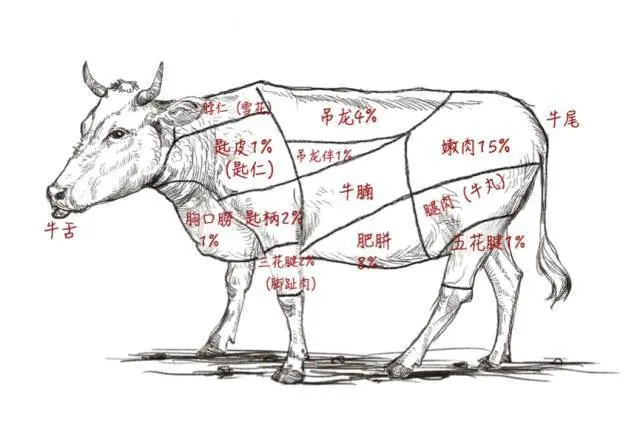 脖仁（雪花）
吊龙4%
牛尾
匙皮1%
(匙仁)
吊龙伴1%
嫩肉15%
牛腩
腿肉（牛丸）
牛舌
胸口朥
1%
匙柄2%
肥胼
8%
五花腱1%
三花腱2%
(脚趾肉)